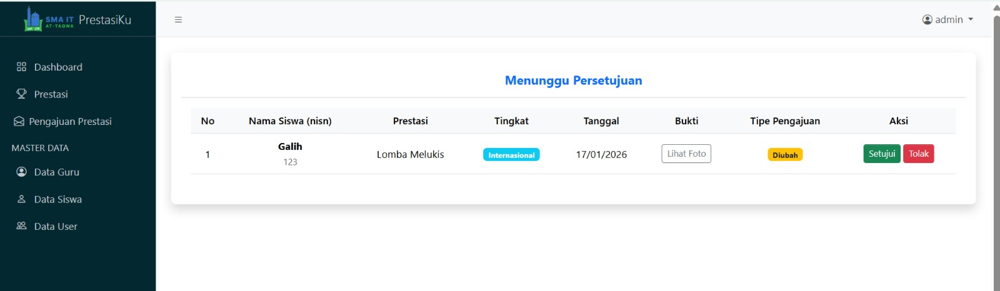 SMA IT
AT-TAQWA
PrestasiKu
admin
Dashboard
Prestasi
Pengajuan Prestasi
MASTER DATA
Data Guru
Data Siswa
Data User
Menunggu Persetujuan
No Nama Siswa (nisn) Prestasi Tingkat Tanggal Bukti Tipe Pengajuan Aksi
1 Galih Lomba Melukis Internasional 17/01/2026 Lihat Foto Diubah Setujui Tolak
123